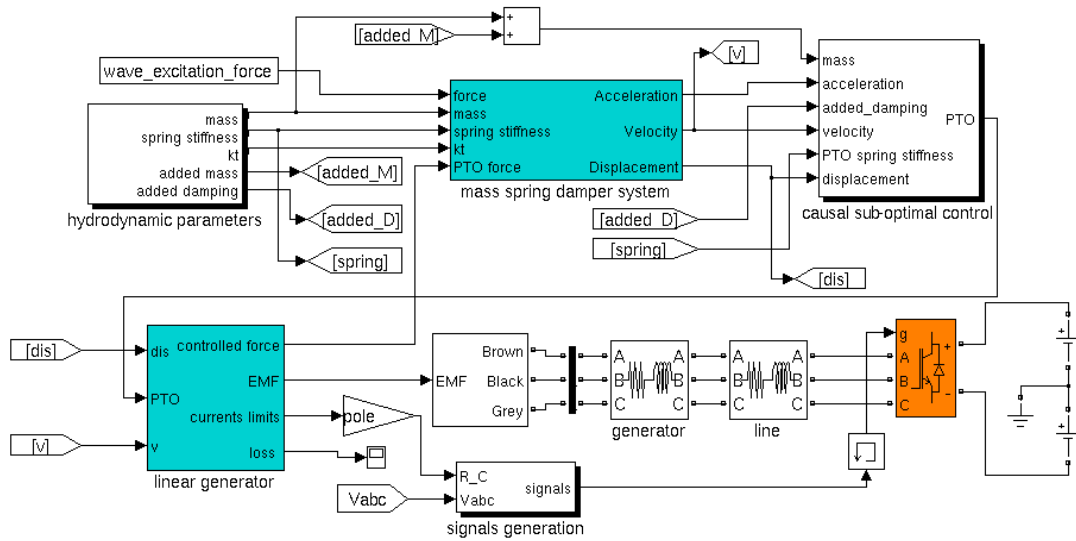 +
+
[added_M]
[v]
wave_excitation_force
mass
spring stiffness
kt
added mass
added damping
hydrodynamic parameters
force
mass
spring stiffness
kt
PTO force
Acceleration
Velocity
Displacement
mass spring damper system
mass
acceleration
added_damping
velocity
PTO spring stiffness
displacement
PTO
causal sub-optimal control
[added_M]
[added_D]
[spring]
[added_D]
[spring]
[dis]
[dis]
[v]
dis
PTO
v
controlled force
EMF
currents limits
loss
linear generator
pole
EMF
Brown
Black
Grey
A
B
C
A
B
C
generator
A
B
C
A
B
C
line
g
A
B
C
+
-
+
+
Vabc
R_C
Vabc
signals
signals generation